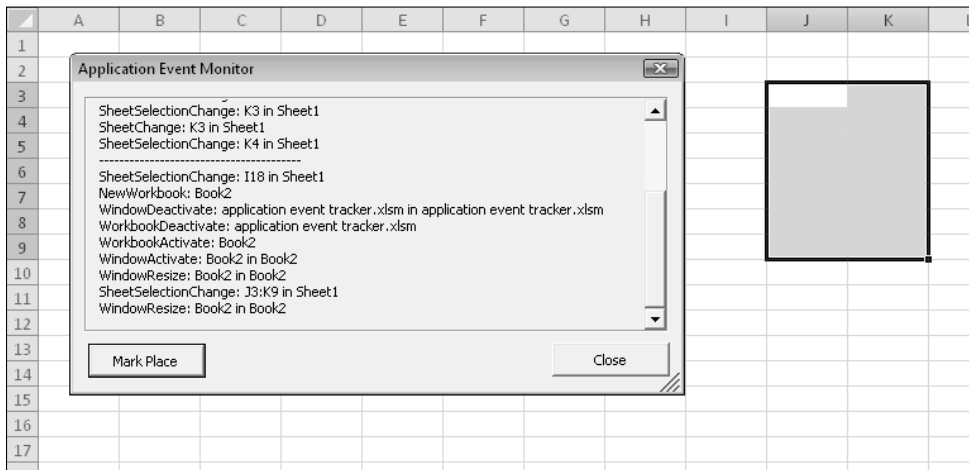 A B C D E F G H I J K
1
2
3
4
5
6
7
8
9
10
11
12
13
14
15
16
17
Application Event Monitor
SheetSelectionChange: K3 in Sheet1
SheetChange: K3 in Sheet1
SheetSelectionChange: K4 in Sheet1
----------------------------------------
SheetSelectionChange: I18 in Sheet1
NewWorkbook: Book2
WindowDeactivate: application event tracker.xlsm in application event tracker.xlsm
WorkbookDeactivate: application event tracker.xlsm
WorkbookActivate: Book2
WindowActivate: Book2 in Book2
WindowResize: Book2 in Book2
SheetSelectionChange: J3:K9 in Sheet1
WindowResize: Book2 in Book2
Mark Place
Close